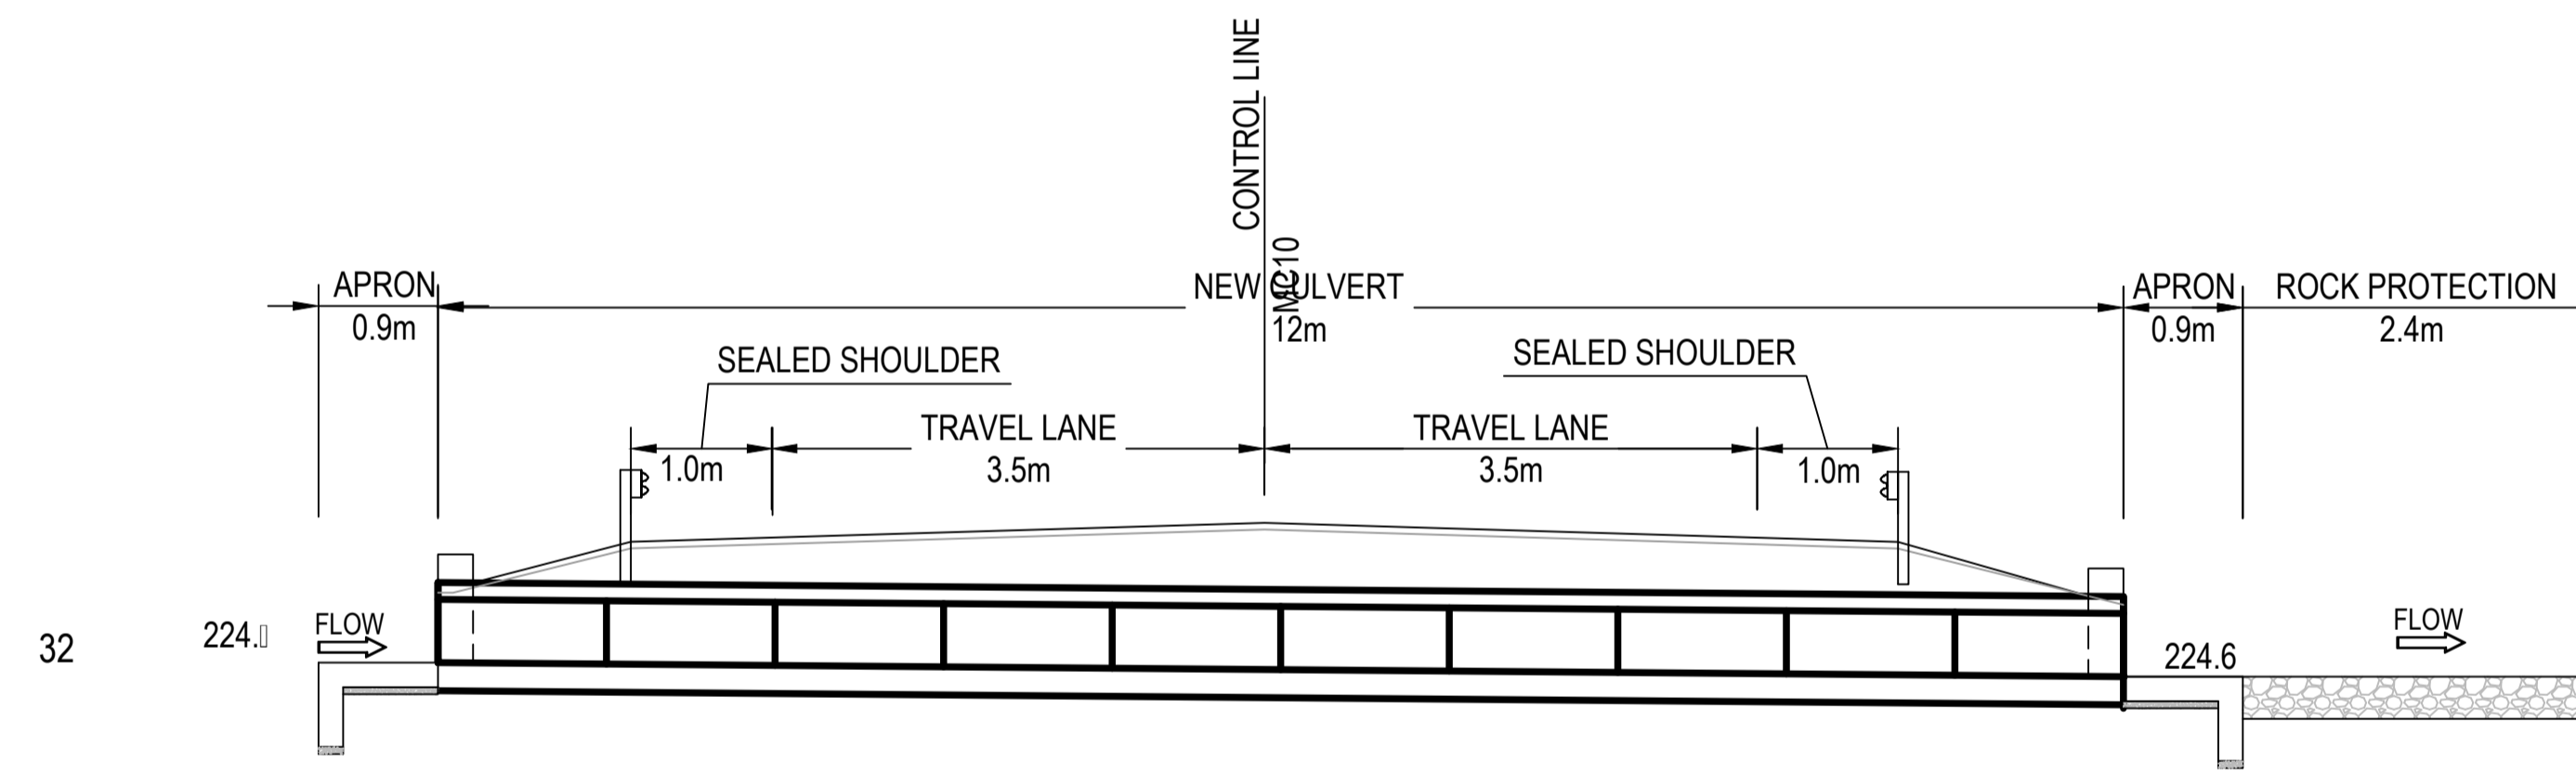 CONTROL LINE
MC10
APRON
0.9m
NEW CULVERT
12m
APRON
0.9m
ROCK PROTECTION
2.4m
SEALED SHOULDER
SEALED SHOULDER
1.0m
TRAVEL LANE
3.5m
TRAVEL LANE
3.5m
1.0m
32
224.
FLOW
224.6
FLOW